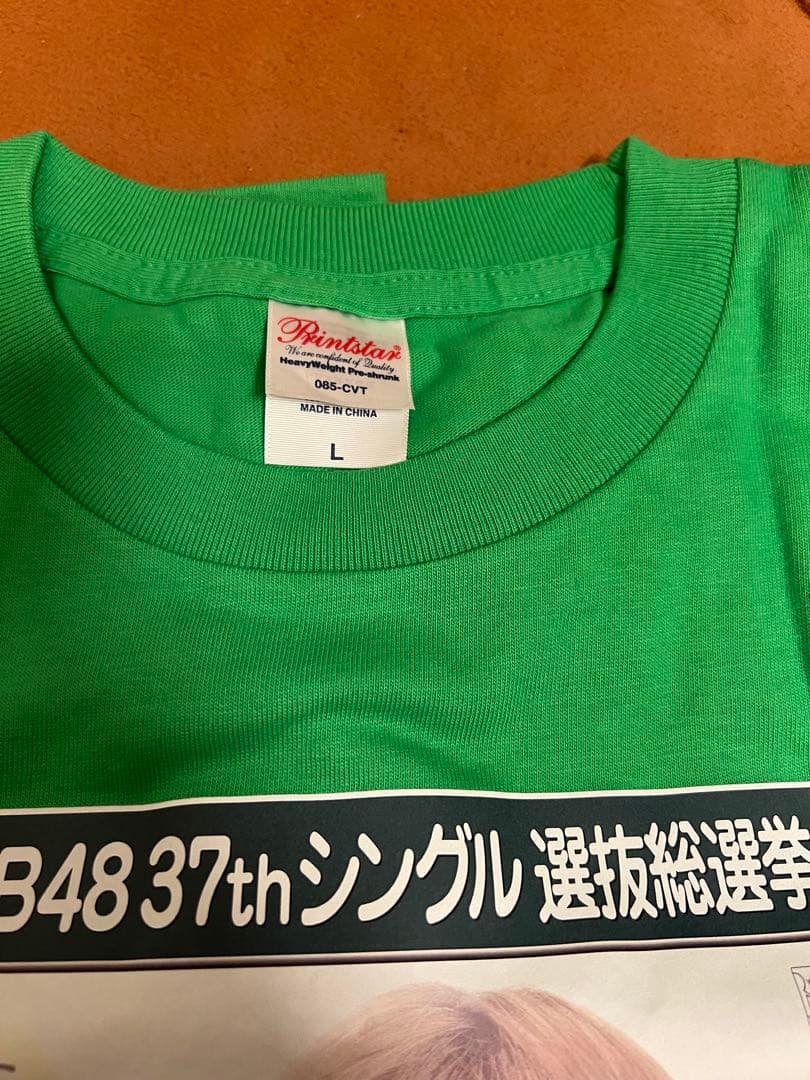 Printstar®
We are confident of Quality
HeavyWeight Pre-shrunk
085-CVT
MADE IN CHINA
L
B48 37thシングル 選抜総選挙